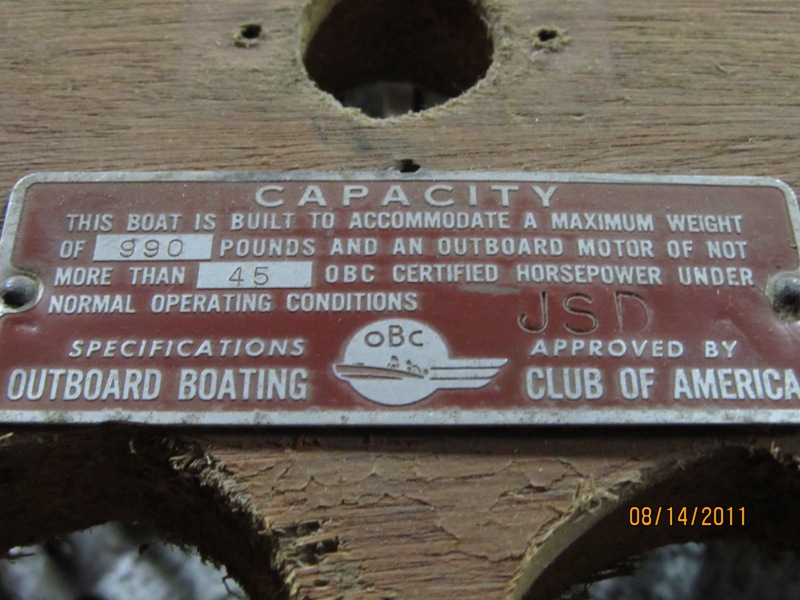 CAPACITY
THIS BOAT IS BUILT TO ACCOMMODATE A MAXIMUM WEIGHT
OF 990 POUNDS AND AN OUTBOARD MOTOR OF NOT
MORE THAN 45 OBC CERTIFIED HORSEPOWER UNDER
NORMAL OPERATING CONDITIONS JSD
SPECIFICATIONS OBC APPROVED BY
OUTBOARD BOATING CLUB OF AMERICA
08/14/2011